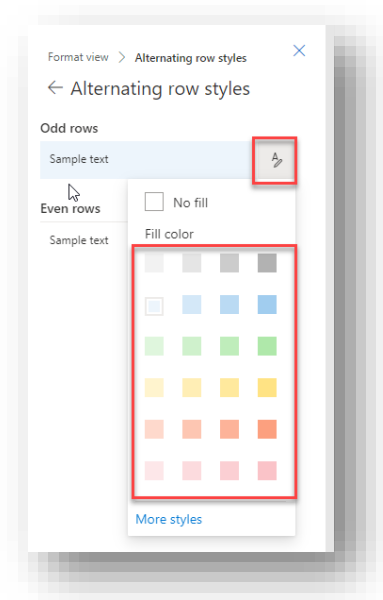 Format view > Alternating row styles
← Alternating row styles
Odd rows
Sample text
No fill
Even rows
Fill color
Sample text
More styles